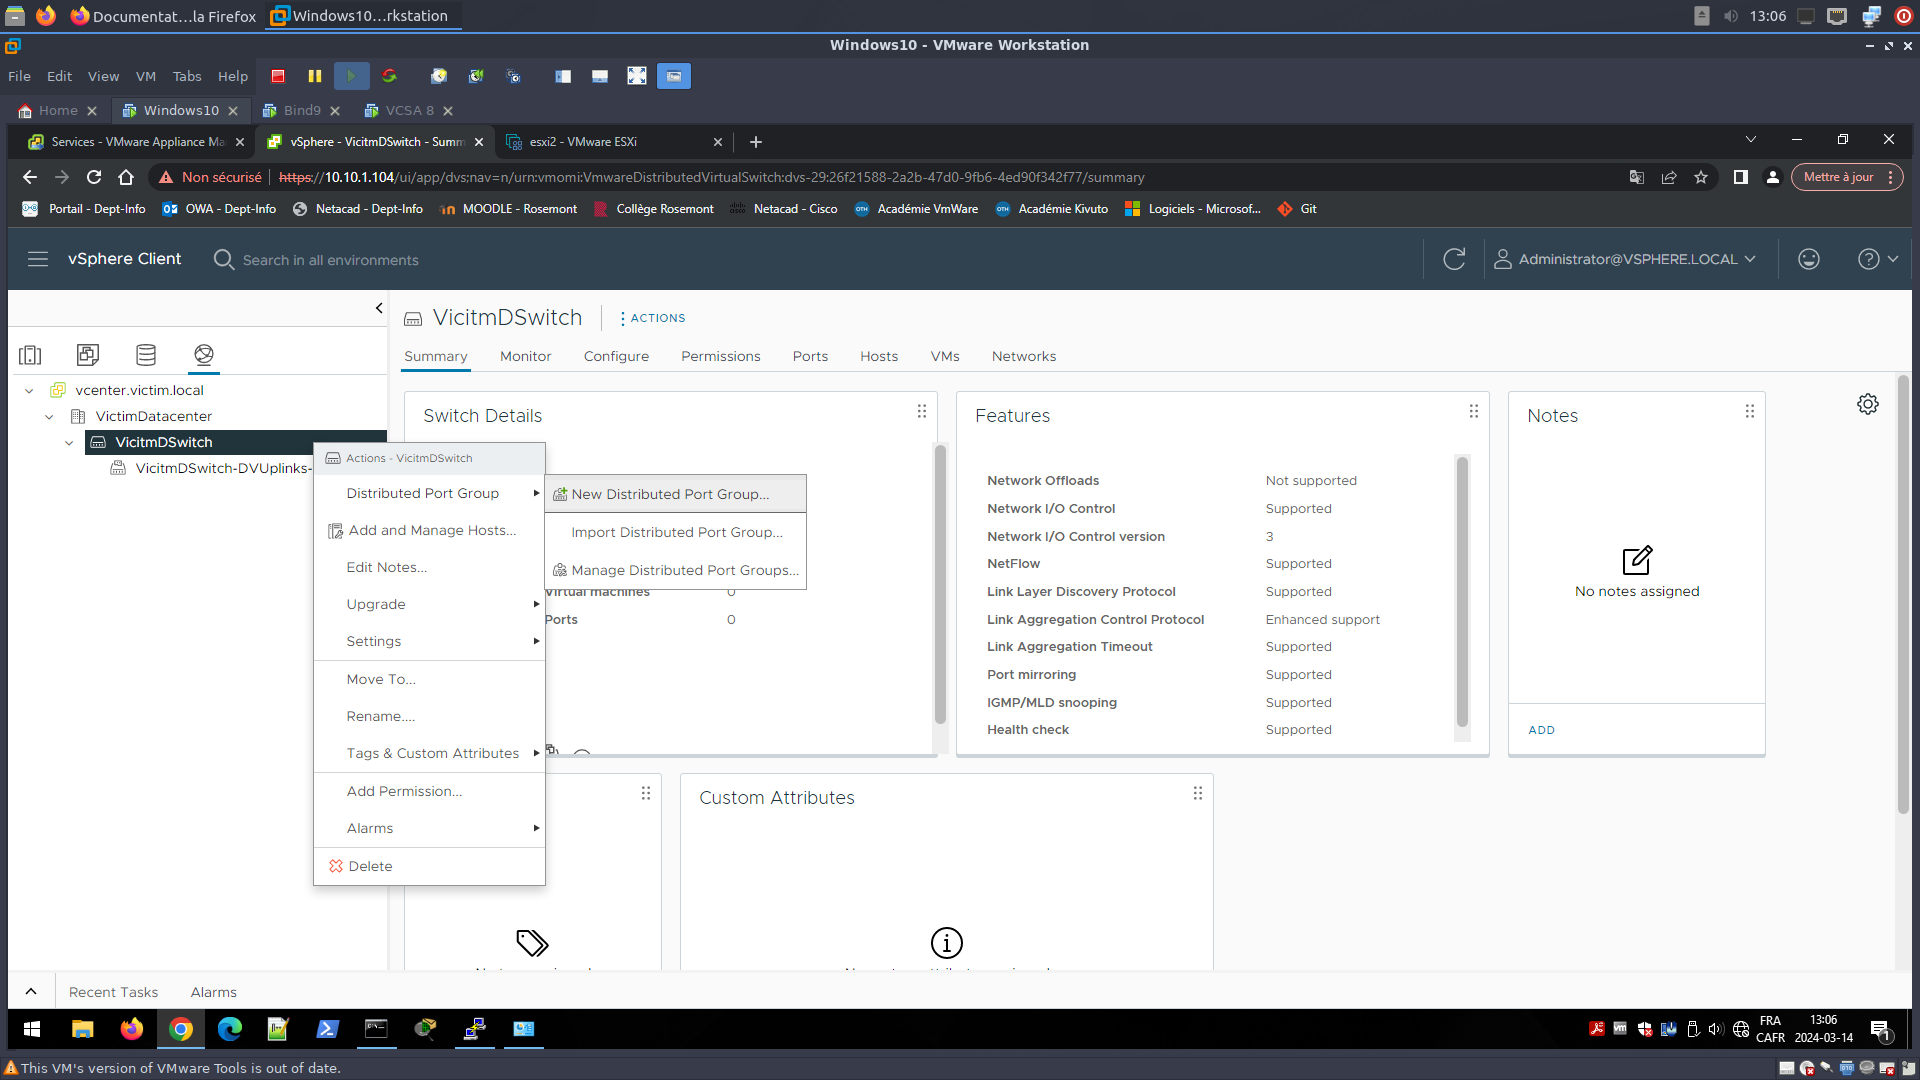 Documentat...la Firefox
Windows10...rkstation
13:06
Windows10 - VMware Workstation
File Edit View VM Tabs Help
Home Windows10 Bind9 VCSA 8
Services - VMware Appliance Ma
vSphere - VicitmDSwitch - Summ
esxi2 - VMware ESXi
Non sécurisé https://10.10.1.104/ui/app/dvs;nav=n/urn:vmomi:VmwareDistributedVirtualSwitch:dvs-29:26f21588-2a2b-47d0-9fb6-4ed90f342f77/summary
Mettre à jour
Portail - Dept-Info OWA - Dept-Info Netacad - Dept-Info MOODLE - Rosemont Collège Rosemont Netacad - Cisco Académie VmWare Académie Kivuto Logiciels - Microsof... Git
vSphere Client
Search in all environments
Administrator@VSPHERE.LOCAL
VicitmDSwitch
ACTIONS
Summary Monitor Configure Permissions Ports Hosts VMs Networks
vcenter.victim.local
VictimDatacenter
VicitmDSwitch
VicitmDSwitch-DVUplinks-
Actions - VicitmDSwitch
Distributed Port Group
Add and Manage Hosts...
Edit Notes...
Upgrade
Settings
Move To...
Rename....
Tags & Custom Attributes
Add Permission...
Alarms
Delete
New Distributed Port Group...
Import Distributed Port Group...
Manage Distributed Port Groups...
Switch Details
Virtual machines 0
Ports 0
Features
Network Offloads Not supported
Network I/O Control Supported
Network I/O Control version 3
NetFlow Supported
Link Layer Discovery Protocol Supported
Link Aggregation Control Protocol Enhanced support
Link Aggregation Timeout Supported
Port mirroring Supported
IGMP/MLD snooping Supported
Health check Supported
Notes
No notes assigned
ADD
Custom Attributes
Recent Tasks Alarms
FRA
CAFR
13:06
2024-03-14
1
This VM's version of VMware Tools is out of date.